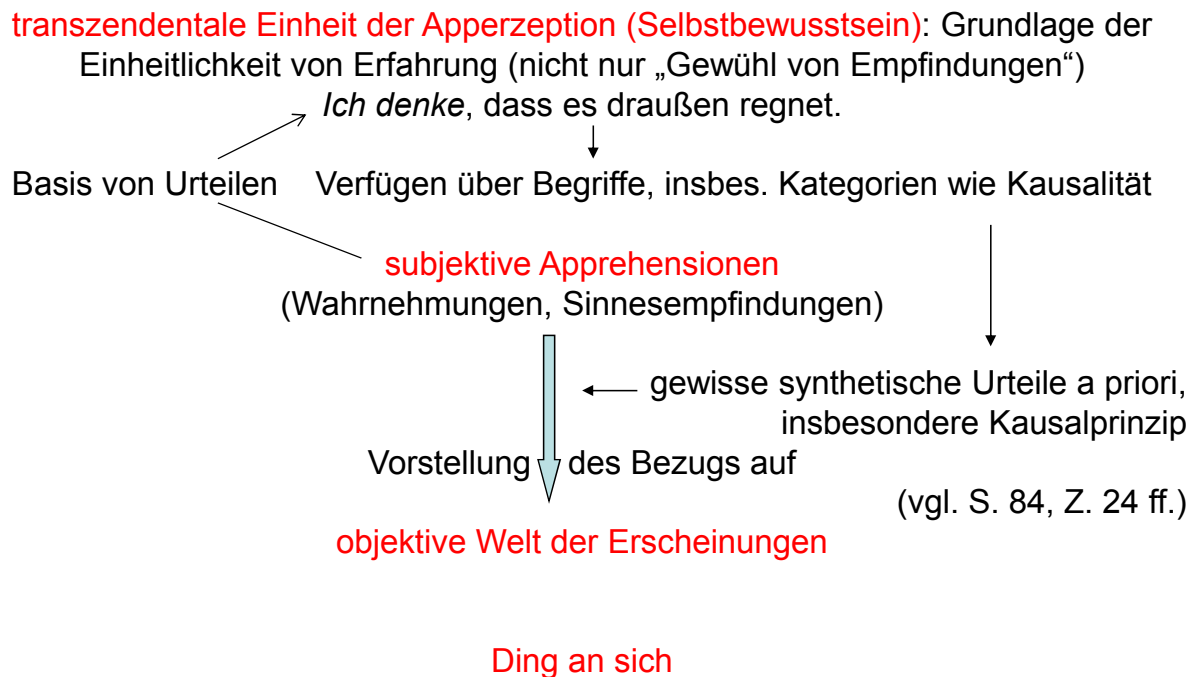 transzendentale Einheit der Apperzeption (Selbstbewusstsein): Grundlage der
Einheitlichkeit von Erfahrung (nicht nur „Gewühl von Empfindungen“)
Ich denke, dass es draußen regnet.
Basis von Urteilen Verfügen über Begriffe, insbes. Kategorien wie Kausalität
subjektive Apprehensionen
(Wahrnehmungen, Sinnesempfindungen)
gewisse synthetische Urteile a priori,
insbesondere Kausalprinzip
Vorstellung des Bezugs auf
(vgl. S. 84, Z. 24 ff.)
objektive Welt der Erscheinungen
Ding an sich